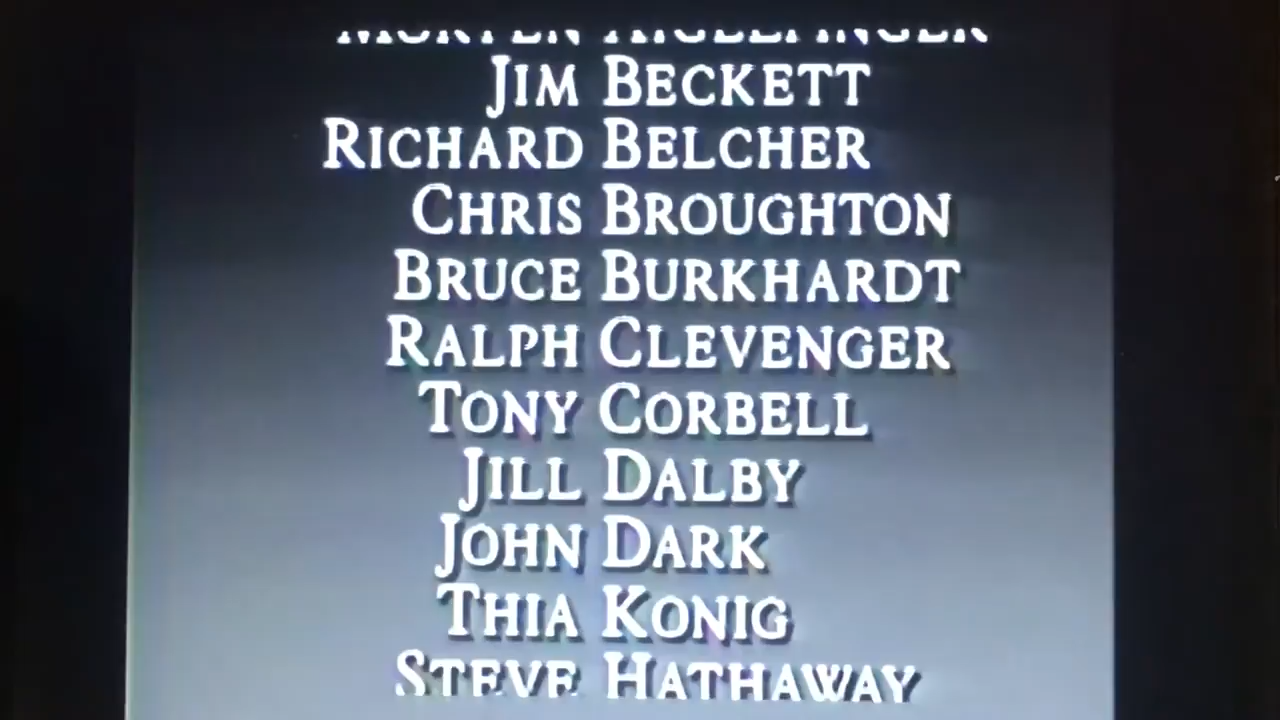 JIM BECKETT
RICHARD BELCHER
CHRIS BROUGHTON
BRUCE BURKHARDT
RALPH CLEVENGER
TONY CORBELL
JILL DALBY
JOHN DARK
THIA KONIG
STEVE HATHAWAY